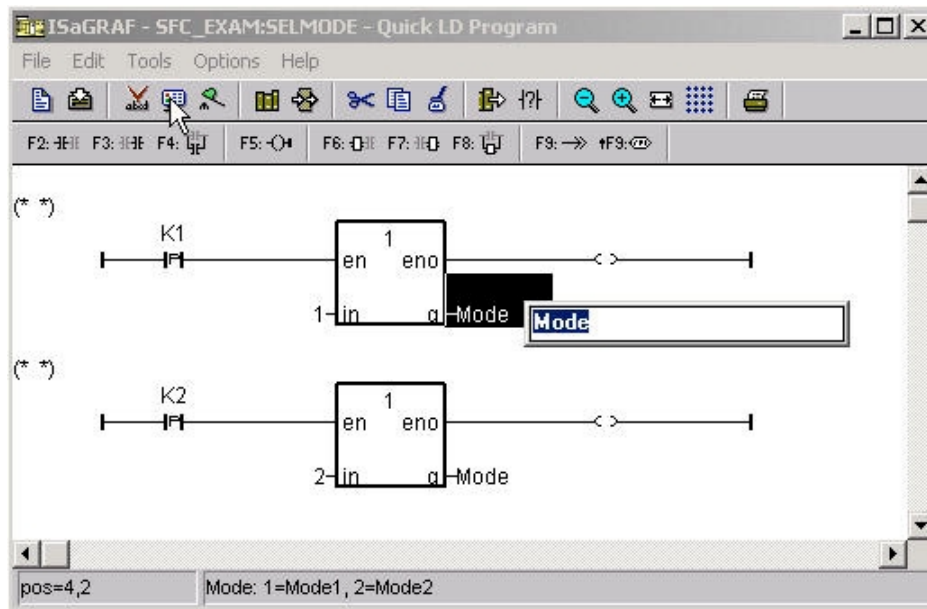 ISaGRAF - SFC_EXAM:SELMODE - Quick LD Program
File Edit Tools Options Help
F2: F3: F4: F5: F6: F7: F8: F9: F9:
(* *)
K1
1
en eno
1 in q Mode
Mode
(* *)
K2
1
en eno
2 in q Mode
pos=4,2 Mode: 1=Mode1, 2=Mode2